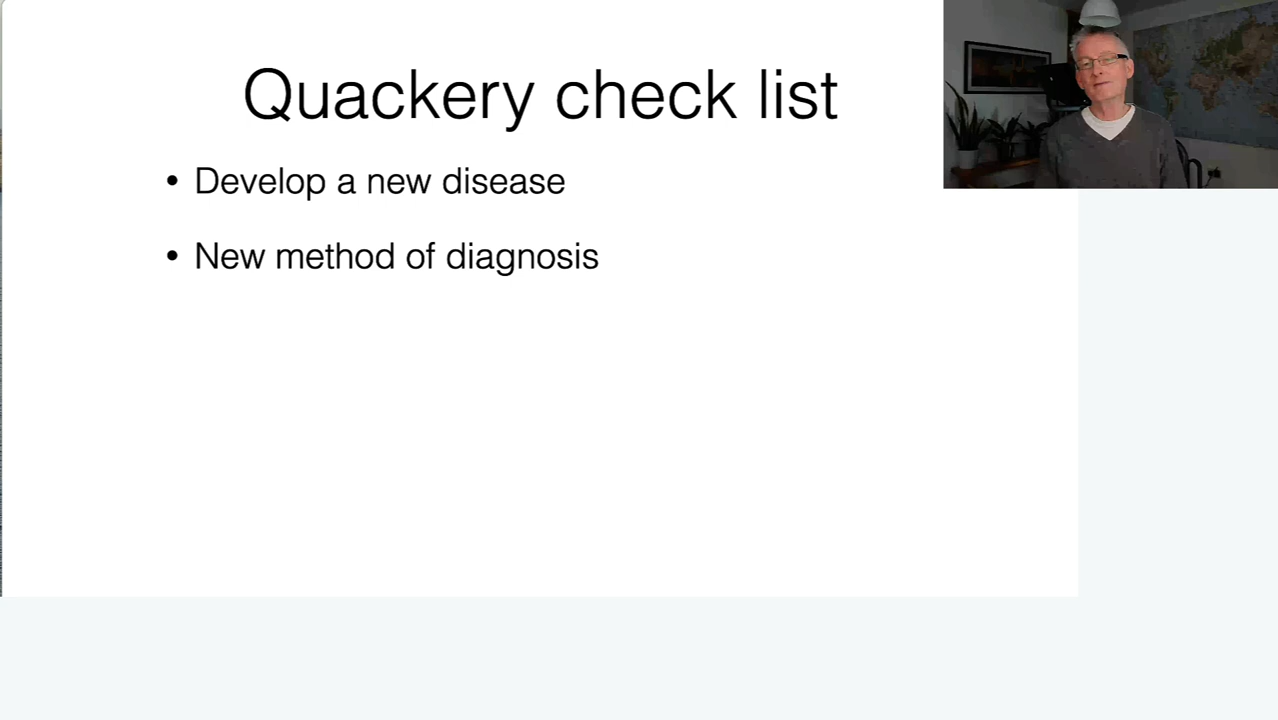 Quackery check list
• Develop a new disease
• New method of diagnosis